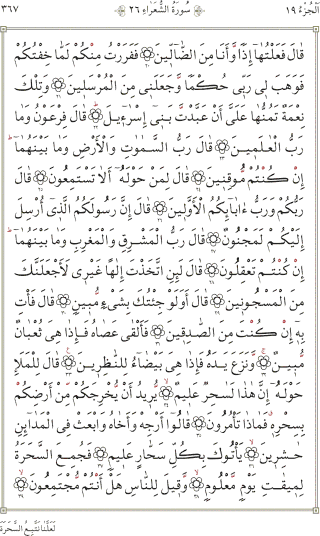 الجُزْءُ ١٩ سُورَةُ الشُّعَرَاءِ ٢٦ ٣٦٧
قَالَ فَعَلْتُهَآ إِذًا وَأَنَا۠ مِنَ ٱلضَّآلِّينَ ٢٠ فَفَرَرْتُ مِنكُمْ لَمَّا خِفْتُكُمْ
فَوَهَبَ لِى رَبِّى حُكْمًا وَجَعَلَنِى مِنَ ٱلْمُرْسَلِينَ ٢١ وَتِلْكَ
نِعْمَةٌ تَمُنُّهَا عَلَىَّ أَنْ عَبَّدتَّ بَنِىٓ إِسْرَٰٓءِيلَ ٢٢ قَالَ فِرْعَوْنُ وَمَا
رَبُّ ٱلْعَٰلَمِينَ ٢٣ قَالَ رَبُّ ٱلسَّمَٰوَٰتِ وَٱلْأَرْضِ وَمَا بَيْنَهُمَآ
إِن كُنتُم مُّوقِنِينَ ٢٤ قَالَ لِمَنْ حَوْلَهُۥٓ أَلَا تَسْتَمِعُونَ ٢٥ قَالَ
رَبُّكُمْ وَرَبُّ ءَابَآئِكُمُ ٱلْأَوَّلِينَ ٢٦ قَالَ إِنَّ رَسُولَكُمُ ٱلَّذِىٓ أُرْسِلَ
إِلَيْكُمْ لَمَجْنُونٌ ٢٧ قَالَ رَبُّ ٱلْمَشْرِقِ وَٱلْمَغْرِبِ وَمَا بَيْنَهُمَآ
إِن كُنتُمْ تَعْقِلُونَ ٢٨ قَالَ لَئِنِ ٱتَّخَذْتَ إِلَٰهًا غَيْرِى لَأَجْعَلَنَّكَ
مِنَ ٱلْمَسْجُونِينَ ٢٩ قَالَ أَوَلَوْ جِئْتُكَ بِشَىْءٍ مُّبِينٍ ٣٠ قَالَ فَأْتِ
بِهِۦٓ إِن كُنتَ مِنَ ٱلصَّٰدِقِينَ ٣١ فَأَلْقَىٰ عَصَاهُ فَإِذَا هِىَ ثُعْبَانٌ
مُّبِينٌ ٣٢ وَنَزَعَ يَدَهُۥ فَإِذَا هِىَ بَيْضَآءُ لِلنَّٰظِرِينَ ٣٣ قَالَ لِلْمَلَإِ
حَوْلَهُۥٓ إِنَّ هَٰذَا لَسَٰحِرٌ عَلِيمٌ ٣٤ يُرِيدُ أَن يُخْرِجَكُم مِّنْ أَرْضِكُم
بِسِحْرِهِۦ فَمَاذَا تَأْمُرُونَ ٣٥ قَالُوٓا۟ أَرْجِهْ وَأَخَاهُ وَٱبْعَثْ فِى ٱلْمَدَآئِنِ
حَٰشِرِينَ ٣٦ يَأْتُوكَ بِكُلِّ سَحَّارٍ عَلِيمٍ ٣٧ فَجُمِعَ ٱلسَّحَرَةُ
لِمِيقَٰتِ يَوْمٍ مَّعْلُومٍ ٣٨ وَقِيلَ لِلنَّاسِ هَلْ أَنتُم مُّجْتَمِعُونَ ٣٩
لَعَلَّنَا نَتَّبِعُ السَّحَرَةَ